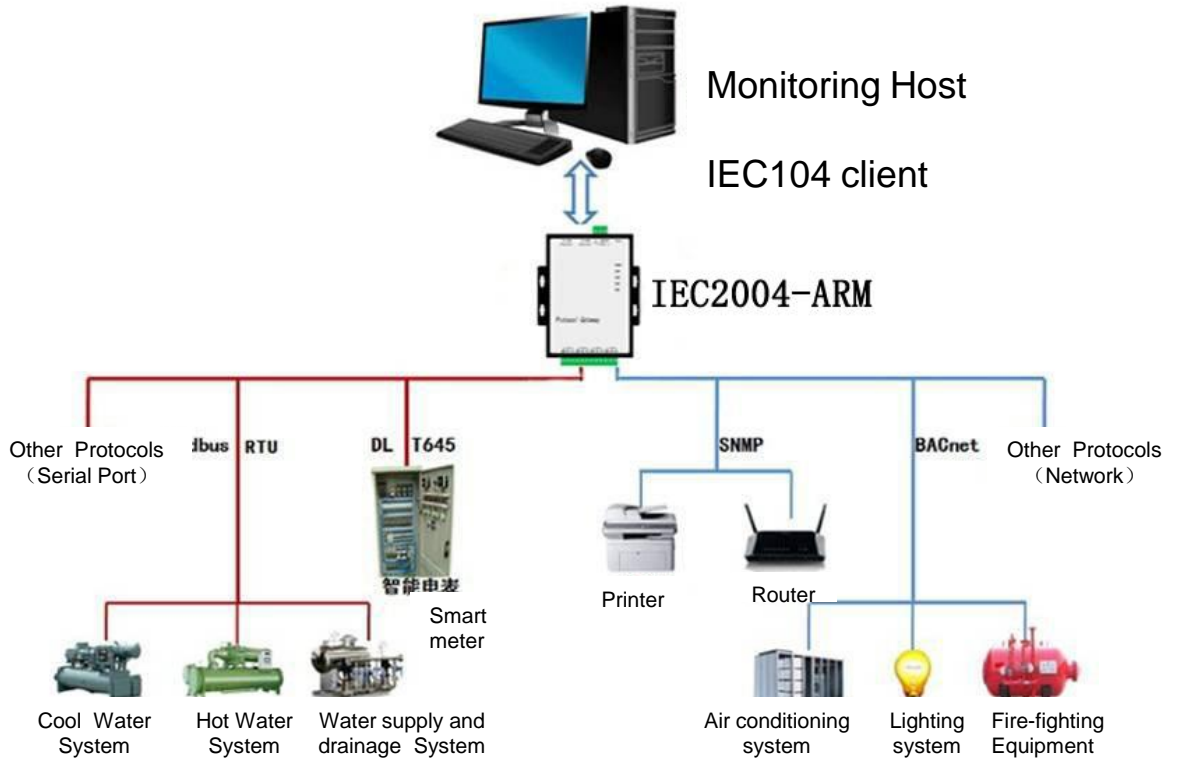 Monitoring Host
IEC104 client
IEC2004-ARM
Other Protocols
（Serial Port）
dbus RTU
DL T645
SNMP
BACnet
Other Protocols
（Network）
智能电表
Smart
meter
Printer
Router
Cool Water
System
Hot Water
System
Water supply and
drainage System
Air conditioning
system
Lighting
system
Fire-fighting
Equipment